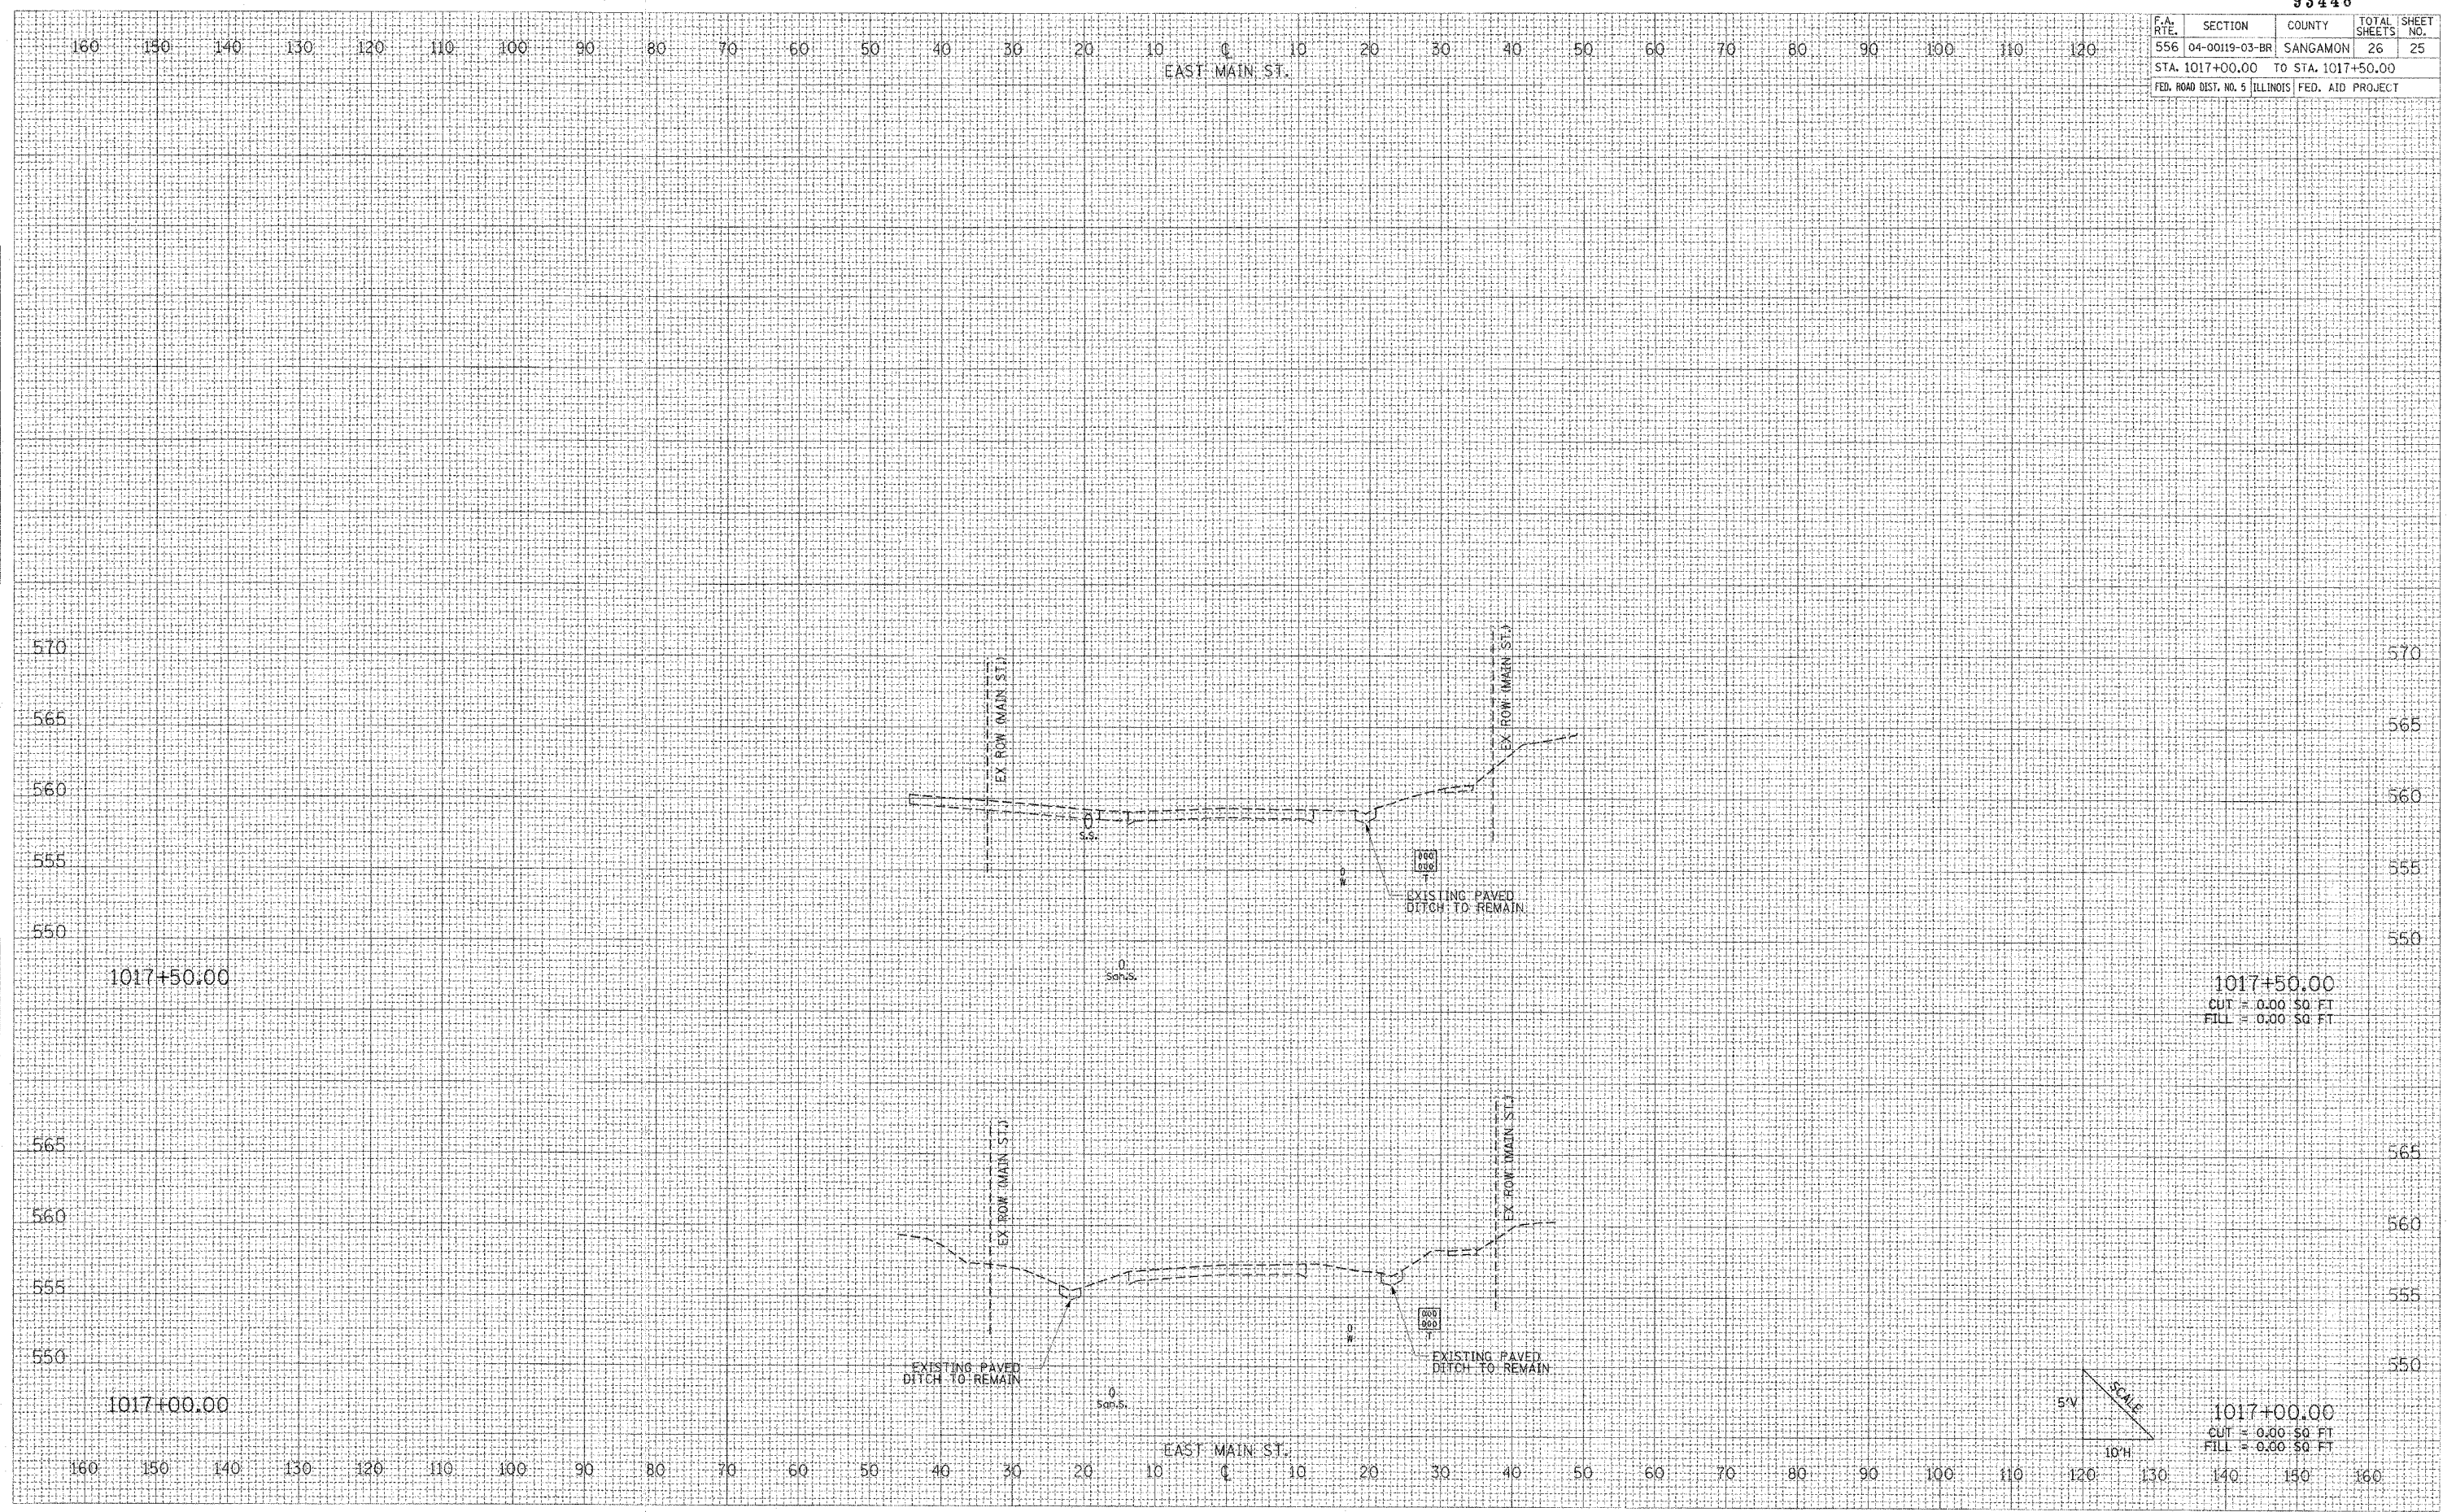 93446
F.A. RTE. SECTION COUNTY TOTAL SHEETS SHEET NO.
556 04-00119-03-BR SANGAMON 26 25
STA. 1017+00.00 TO STA. 1017+50.00
FED. ROAD DIST. NO. 5 ILLINOIS FED. AID PROJECT
160 150 140 130 120 110 100 90 80 70 60 50 40 30 20 10 ℄ 10 20 30 40 50 60 70 80 90 100 110 120
EAST MAIN ST.
EX ROW (MAIN ST.)
EX ROW (MAIN ST.)
570 570
565 565
560 560
S.S.
555 555
W
T
EXISTING PAVED
DITCH TO REMAIN
550 550
San.S.
1017+50.00 1017+50.00
CUT = 0.00 SQ FT
FILL = 0.00 SQ FT
EX ROW (MAIN ST.)
EX ROW (MAIN ST.)
565 565
560 560
555 555
W
T
550 550
EXISTING PAVED
DITCH TO REMAIN
EXISTING PAVED
DITCH TO REMAIN
San.S.
1017+00.00 1017+00.00
CUT = 0.00 SQ FT
FILL = 0.00 SQ FT
5'V
SCALE
10'H
EAST MAIN ST.
160 150 140 130 120 110 100 90 80 70 60 50 40 30 20 10 ℄ 10 20 30 40 50 60 70 80 90 100 110 120 130 140 150 160